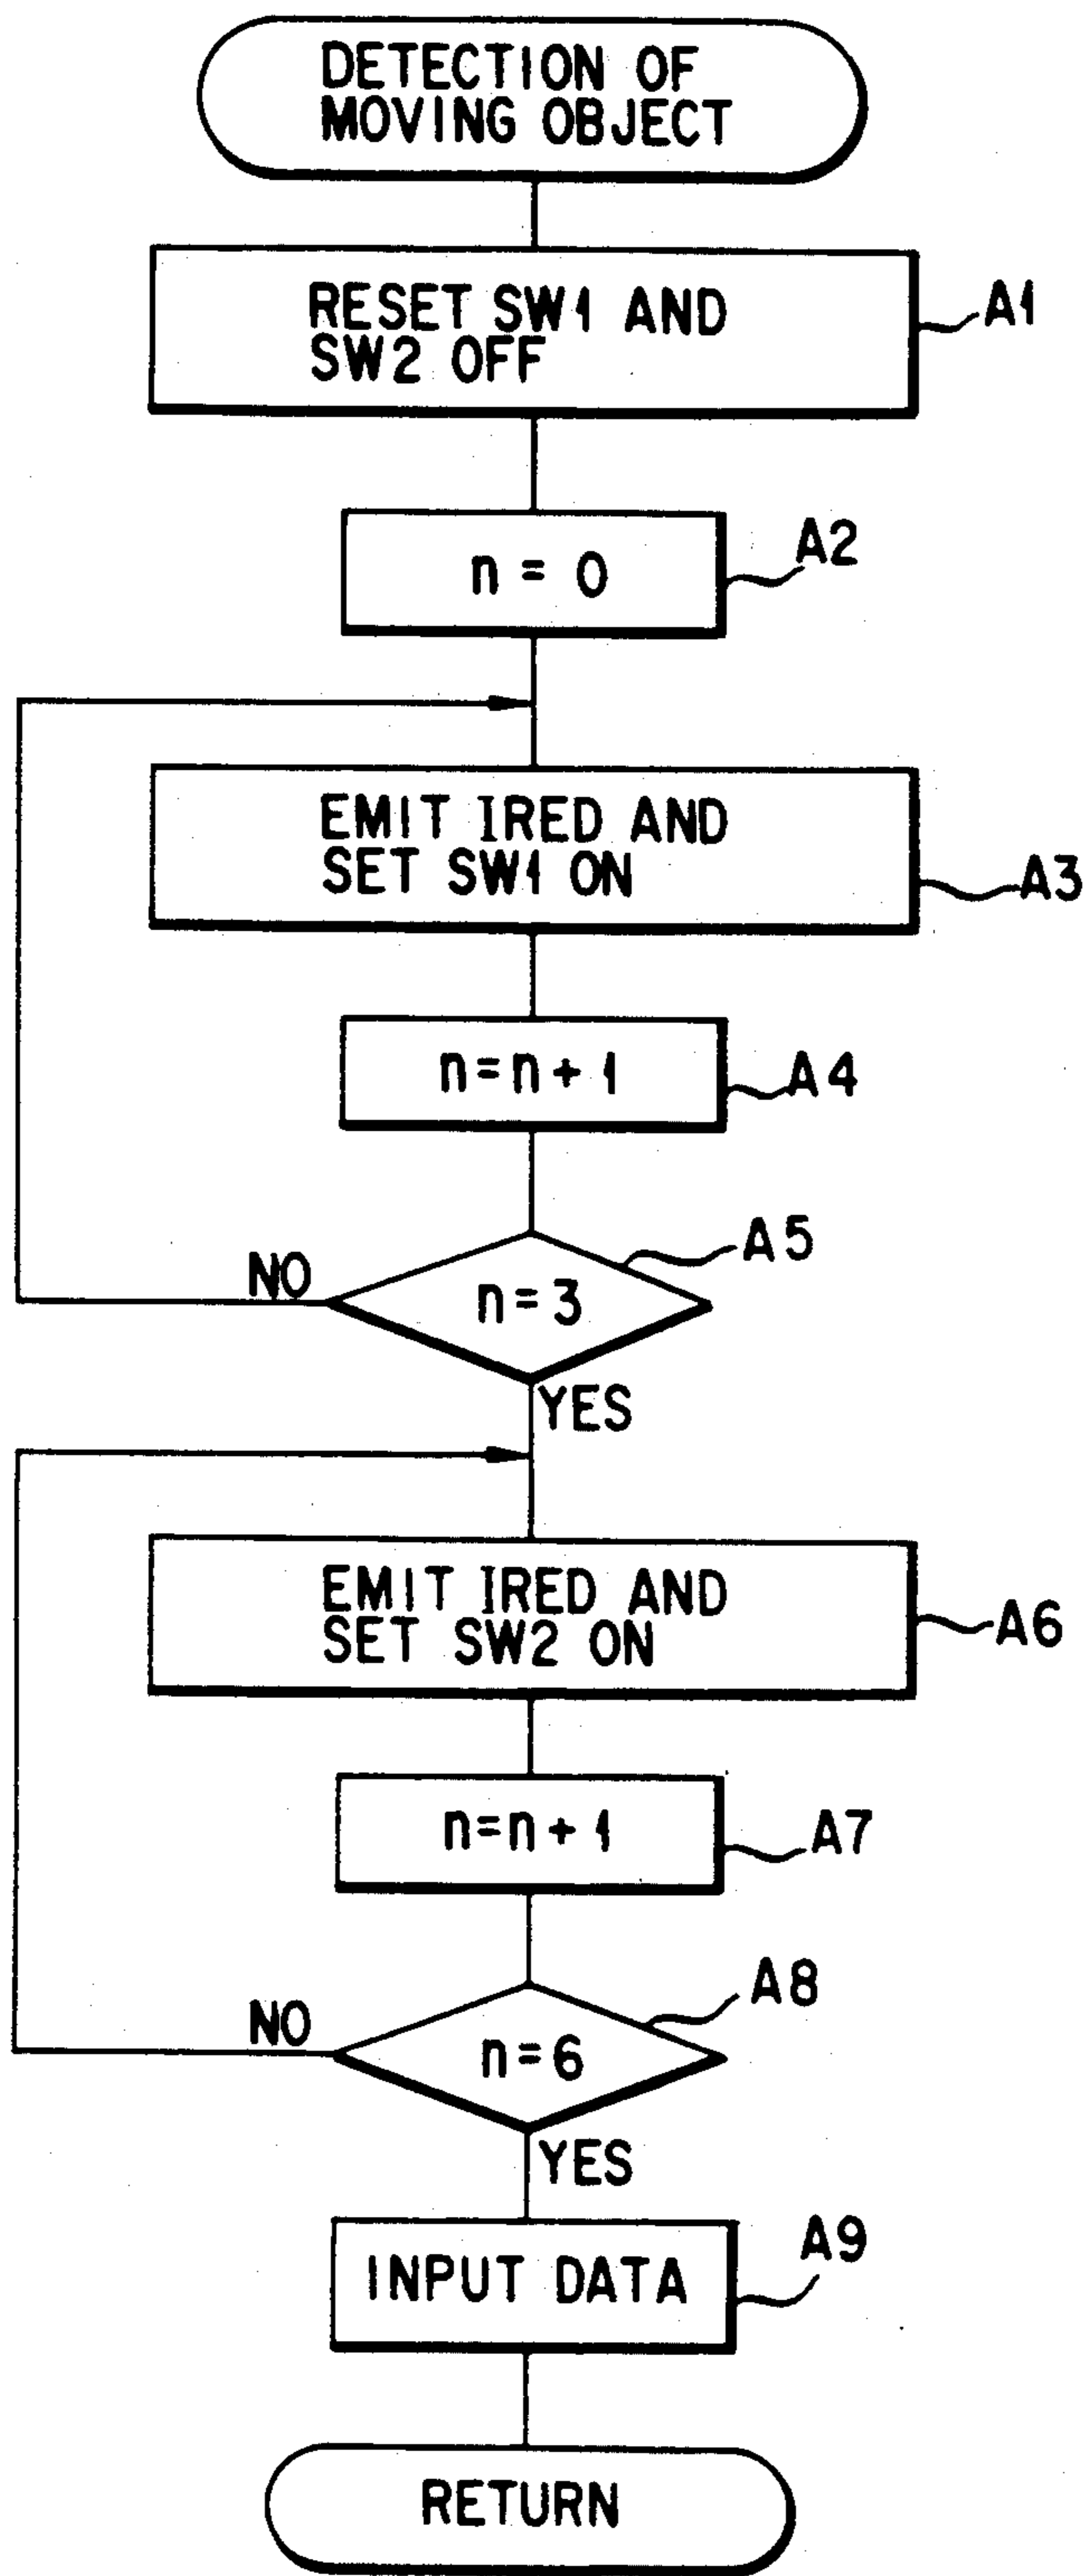 DETECTION OF
MOVING OBJECT
RESET SW1 AND
SW2 OFF
A1
n = 0
A2
EMIT IRED AND
SET SW1 ON
A3
n=n+1
A4
n=3
A5
NO
YES
EMIT IRED AND
SET SW2 ON
A6
n=n+1
A7
n=6
A8
NO
YES
INPUT DATA
A9
RETURN